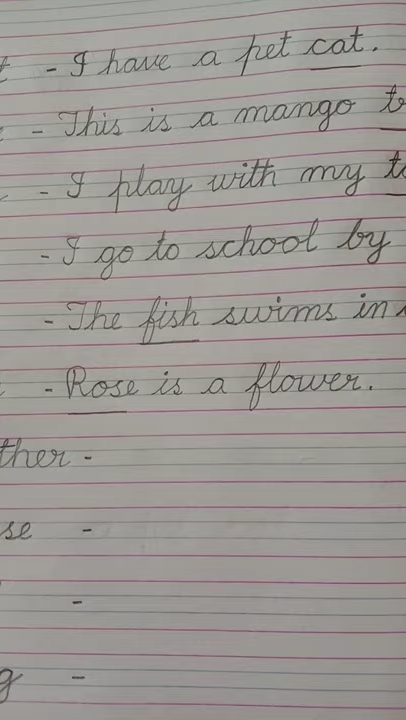 - I have a pet cat.
- This is a mango
- I play with my
- I go to school by
- The fish swims in
- Rose is a flower.
ther -
se -
-
g -